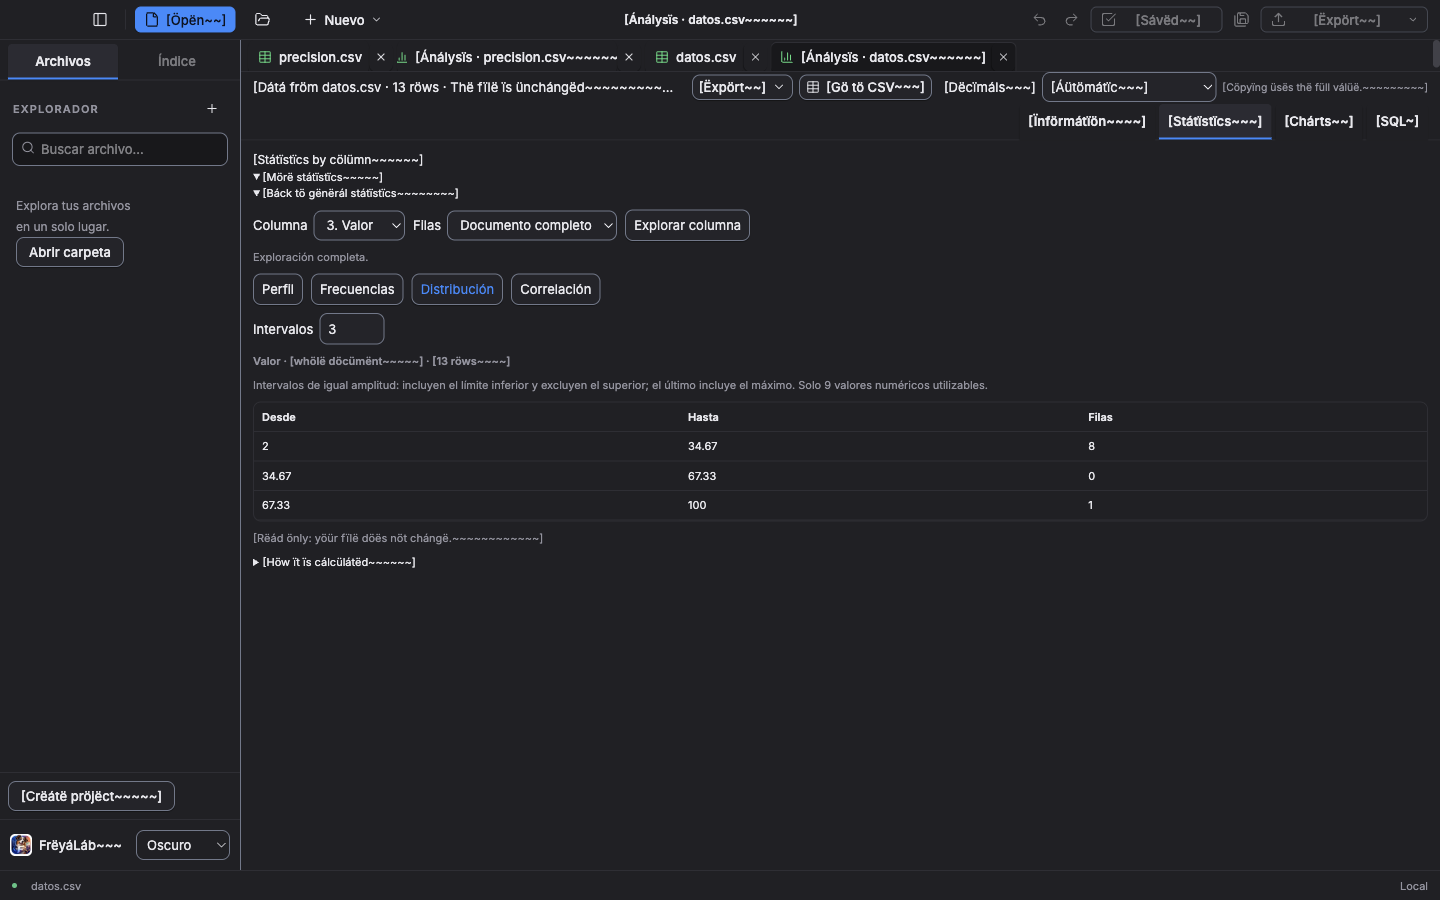 [Öpën~~]
Nuevo
[Ánálysïs · datos.csv~~~~~~]
[Sávëd~~]
[Ëxpört~~]
Archivos
Índice
precision.csv
[Ánálysïs · precision.csv~~~~~~
datos.csv
[Ánálysïs · datos.csv~~~~~~]
[Dátá fröm datos.csv · 13 röws · Thë fïlë ïs ünchángëd~~~~~~~~~...
[Ëxpört~~]
[Gö tö CSV~~~]
[Dëcïmáls~~~]
[Áütömátïc~~~]
[Cöpyïng üsës thë füll válüë.~~~~~~~~~]
EXPLORADOR
[Ïnförmátïön~~~~]
[Státïstïcs~~~]
[Chárts~~]
[SQL~]
Buscar archivo...
[Státïstïcs by cölümn~~~~~~]
[Mörë státïstïcs~~~~~]
[Báck tö gënërál státïstïcs~~~~~~~~]
Explora tus archivos
en un solo lugar.
Abrir carpeta
Columna
3. Valor
Filas
Documento completo
Explorar columna
Exploración completa.
Perfil
Frecuencias
Distribución
Correlación
Intervalos
3
Valor · [whölë döcümënt~~~~~] · [13 röws~~~~]
Intervalos de igual amplitud: incluyen el límite inferior y excluyen el superior; el último incluye el máximo. Solo 9 valores numéricos utilizables.
Desde Hasta Filas
2 34.67 8
34.67 67.33 0
67.33 100 1
[Rëád önly: yöür fïlë döës nöt chángë.~~~~~~~~~~~~]
[Höw ït ïs cálcülátëd~~~~~~]
[Crëátë pröjëct~~~~~]
FrëyáLáb~~~
Oscuro
datos.csv
Local